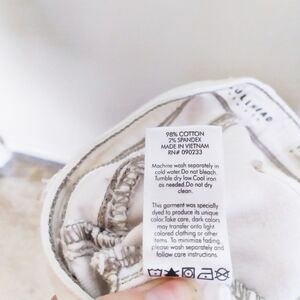 98% COTTON
2% SPANDEX
MADE IN VIETNAM
RN# 090233
Machine wash separately in
cold water.Do not bleach.
Tumble dry low.Cool iron
as needed.Do not dry
clean.
This garment was specially
dyed to produce its unique
color.Take care, dark colors
may transfer onto light
colored clothing or other
items. To minimize fading,
please wash separately and
follow care instructions.